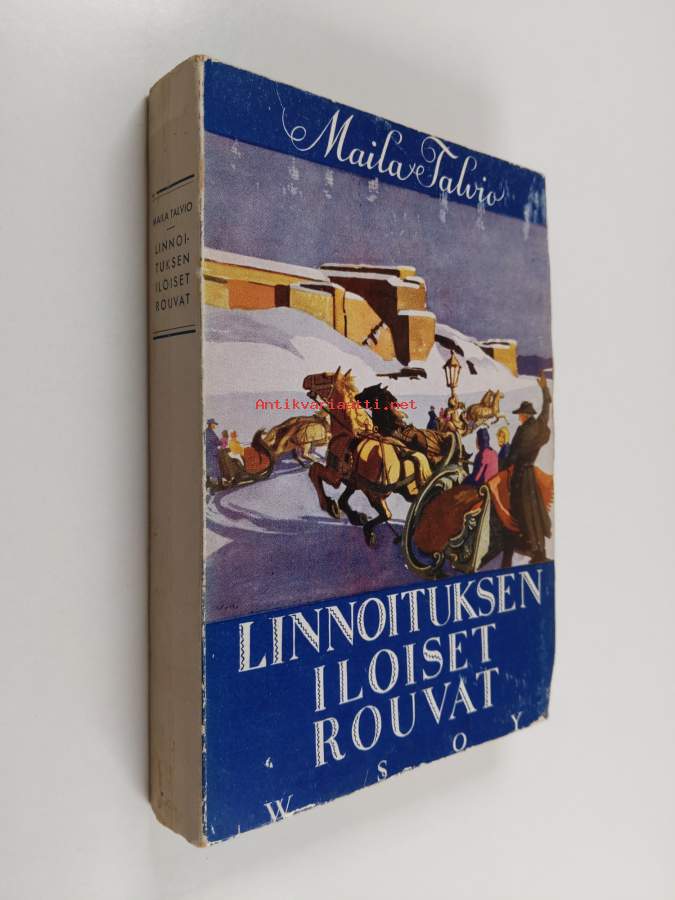 Maila Talvio
MAILA TALVIO
LINNOI-
TUKSEN
ILOISET
ROUVAT
Antikvariaatti.net
LINNOITUKSEN
ILOISET
ROUVAT
W S O Y